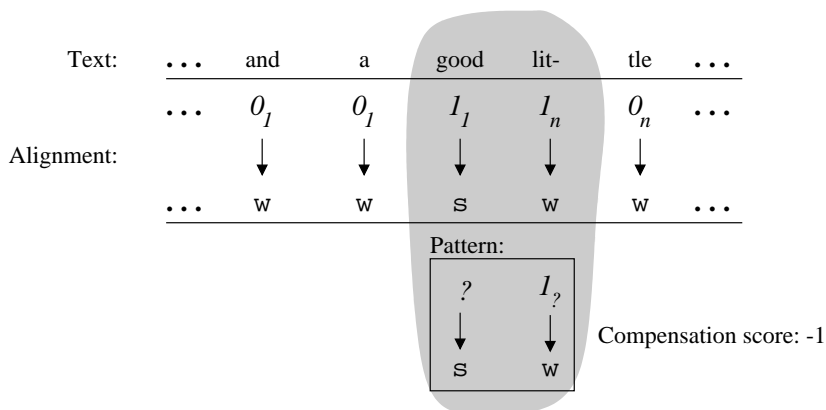 Text: ... and a good lit- tle ...
... 0₁ 0₁ 1₁ 1ₙ 0ₙ ...
Alignment:
... w w s w w ...
Pattern:
? 1?
Compensation score: -1
s w